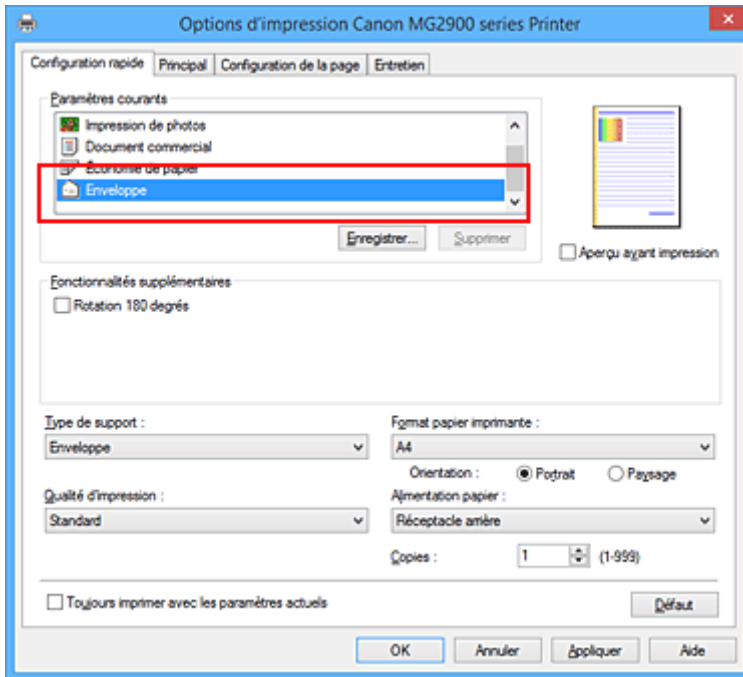 Options d'impression Canon MG2900 series Printer
Configuration rapide Principal Configuration de la page Entretien
Paramètres courants
Impression de photos
Document commercial
Économie de papier
Enveloppe
Enregistrer... Supprimer
Aperçu avant impression
Fonctionnalités supplémentaires
Rotation 180 degrés
Type de support : Format papier imprimante :
Enveloppe A4
Orientation : Portrait Paysage
Qualité d'impression : Alimentation papier :
Standard Réceptacle arrière
Copies : 1 (1-999)
Toujours imprimer avec les paramètres actuels Défaut
OK Annuler Appliquer Aide